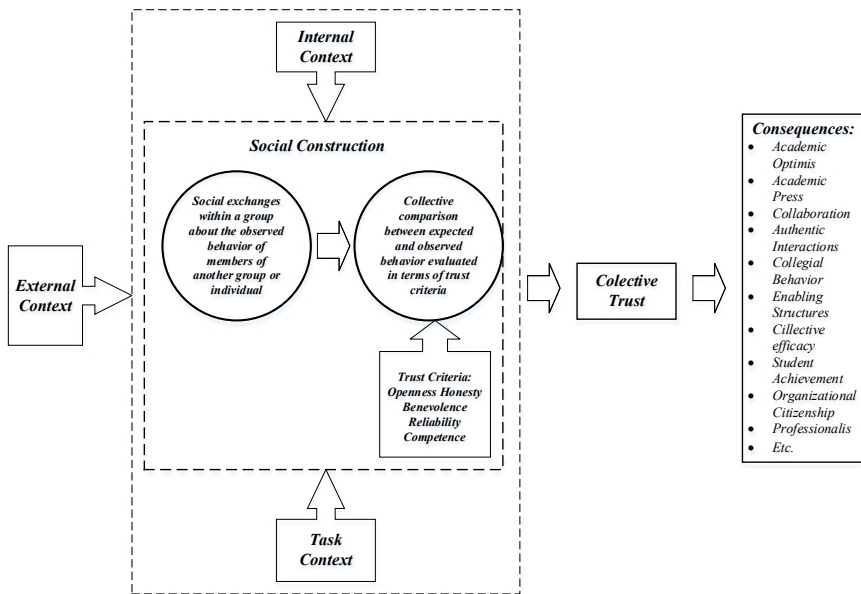 Internal
Context
Social Construction
Social exchanges
within a group about
the observed
behavior of
members of
another group or
individual
Collective
comparison
between expected
and observed
behavior evaluated
in terms of trust
criteria
External
Context
Trust Criteria:
Openness Honesty
Benevolence
Reliability
Competence
Task
Context
Colective
Trust
Consequences:
• Academic
Optimis
• Academic
Press
• Collaboration
• Authentic
Interactions
• Collegial
Behavior
• Enabling
Structures
• Cillective
efficacy
• Student
Achievement
• Organizational
Citizenship
• Professionalis
• Etc.